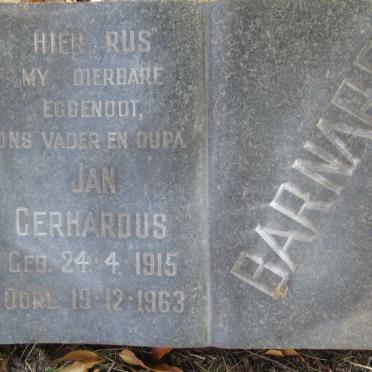 HIER RUS
MY DIERBARE
EGGENOOT,
ONS VADER EN OUPA
JAN
GERHARDUS
GEB. 24-4-1915
OORL. 19-12-1963